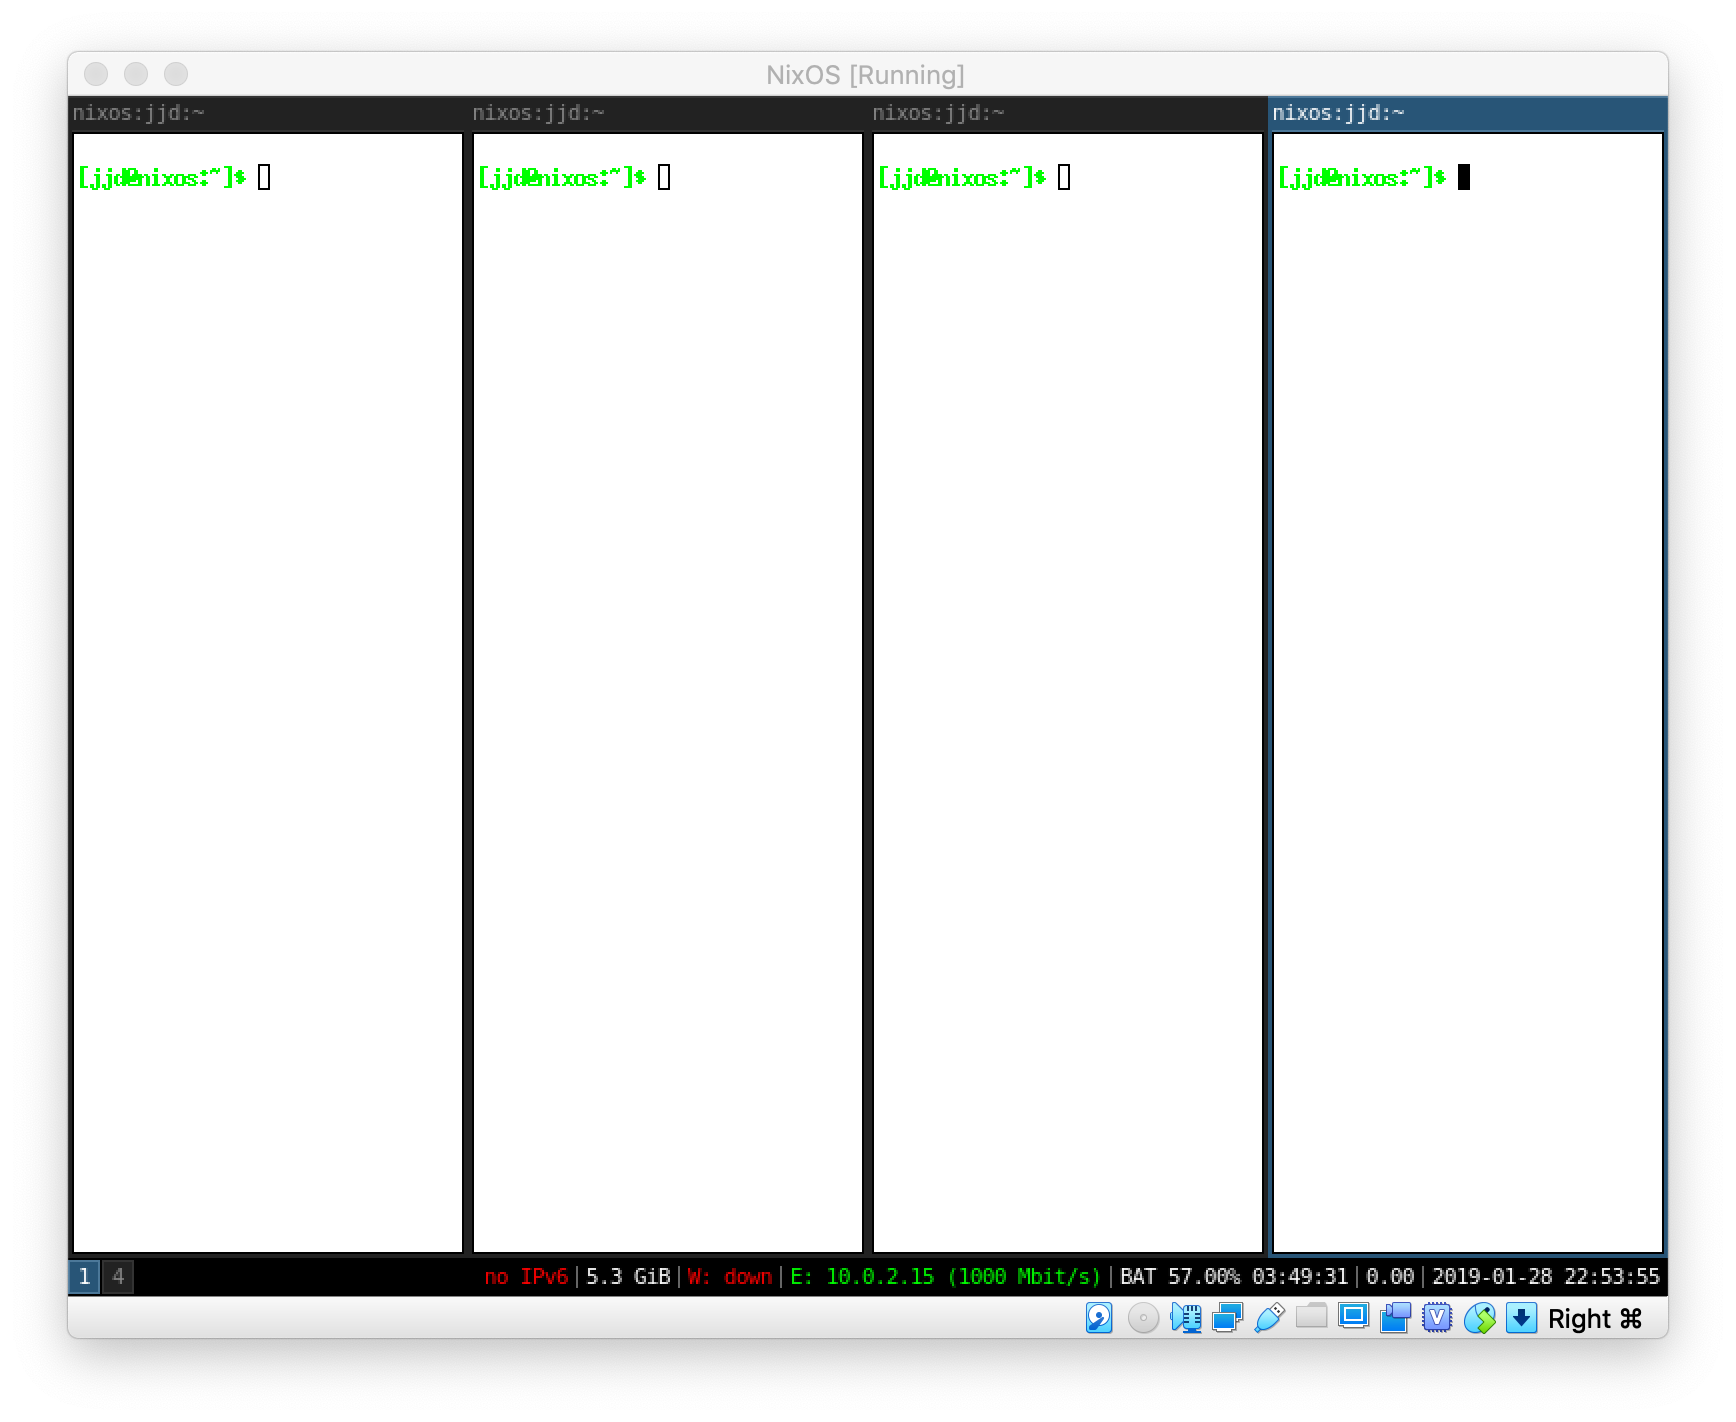 NixOS [Running]
nixos:jjd:~ nixos:jjd:~ nixos:jjd:~ nixos:jjd:~
[jjd@nixos:~]$ [jjd@nixos:~]$ [jjd@nixos:~]$ [jjd@nixos:~]$
1 4 no IPv6|5.3 GiB|W: down|E: 10.0.2.15 (1000 Mbit/s)|BAT 57.00% 03:49:31|0.00|2019-01-28 22:53:55
V Right ⌘